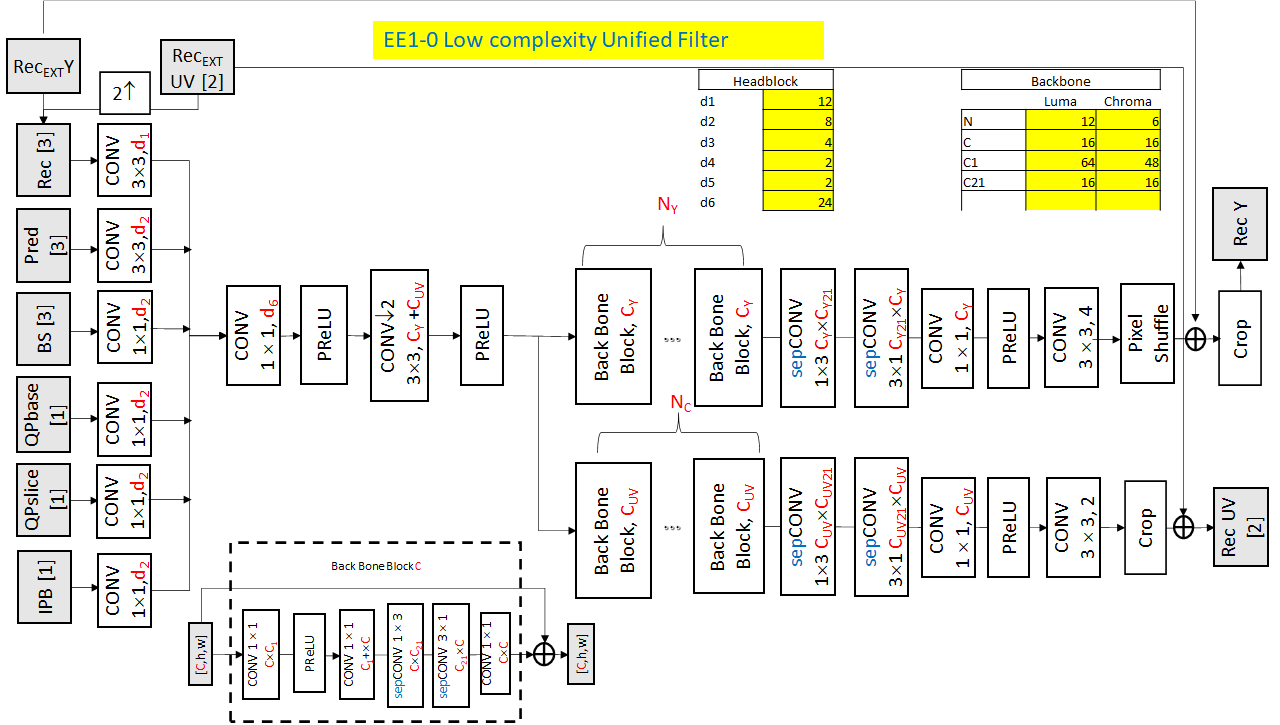 EE1-0 Low complexity Unified Filter
RecEXTY
RecEXT
UV [2]
2↑
Headblock
d1 12
d2 8
d3 4
d4 2
d5 2
d6 24
Backbone
Luma Chroma
N 12 6
C 16 16
C1 64 48
C21 16 16
Rec [3]
CONV
3×3,d1
Pred
[3]
CONV
3×3,d2
BS [3]
CONV
1×1,d2
QPbase
[1]
CONV
1×1,d2
QPslice
[1]
CONV
1×1,d2
IPB [1]
CONV
1×1,d2
CONV
1 × 1, d6
PReLU
CONV↓2
3×3, CY +CUV
PReLU
NY
Back Bone
Block, CY
...
Back Bone
Block, CY
sepCONV
1×3 CY×CY21
sepCONV
3×1 CY21×CY
CONV
1 × 1, CY
PReLU
CONV
3 × 3, 4
Pixel
Shuffle
Crop
Rec Y
NC
Back Bone
Block, CUV
...
Back Bone
Block, CUV
sepCONV
1×3 CUV×CUV21
sepCONV
3×1 CUV21×CUV
CONV
1 × 1, CUV
PReLU
CONV
3 × 3, 2
Crop
Rec UV
[2]
Back Bone Block C
[C,h,w]
CONV 1 × 1
C×C1
PReLU
CONV 1 × 1
C1+×C
sepCONV 1 × 3
C×C21
sepCONV 3 × 1
C21×C
CONV 1 × 1
C×C
[C,h,w]